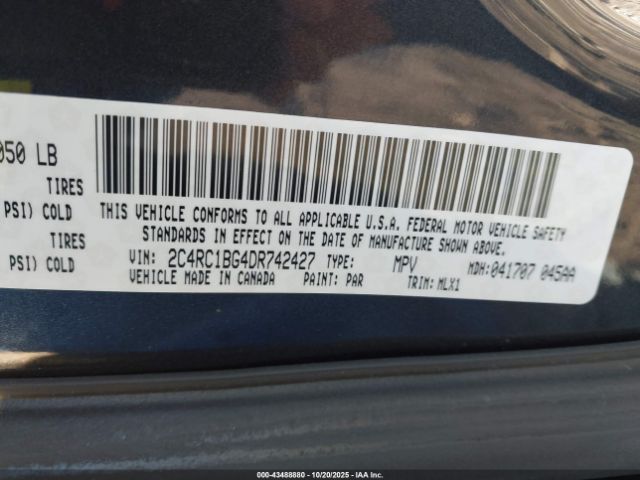 050 LB
TIRES
PSI) COLD
TIRES
PSI) COLD
THIS VEHICLE CONFORMS TO ALL APPLICABLE U.S.A. FEDERAL MOTOR VEHICLE SAFETY
STANDARDS IN EFFECT ON THE DATE OF MANUFACTURE SHOWN ABOVE.
VIN: 2C4RC1BG4DR742427 TYPE: MPV MDH:041707 045AA
VEHICLE MADE IN CANADA PAINT: PAR TRIM: MLX1
000-43488880 | 10/20/2025 | IAA Inc.